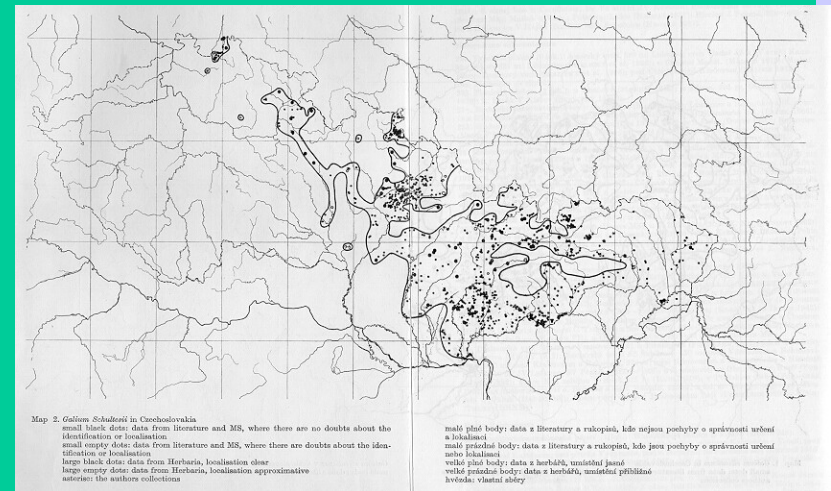 Map 2. Galium Schultesii in Czechoslovakia
small black dots: data from literature and MS, where there are no doubts about the
identification or localisation
small empty dots: data from literature and MS, where there are doubts about the iden-
tification or localisation
large black dots: data from Herbaria, localisation clear
large empty dots: data from Herbaria, localisation approximative
asterisc: the authors collections
malé plné body: data z literatury a rukopisů, kde nejsou pochyby o správnosti určení
a lokalisaci
malé prázdné body: data z literatury a rukopisů, kde jsou pochyby o správnosti určení
nebo lokalisaci
velké plné body: data z herbářů, umístění jasné
velké prázdné body: data z herbářů, umístění přibližné
hvězda: vlastní sběry